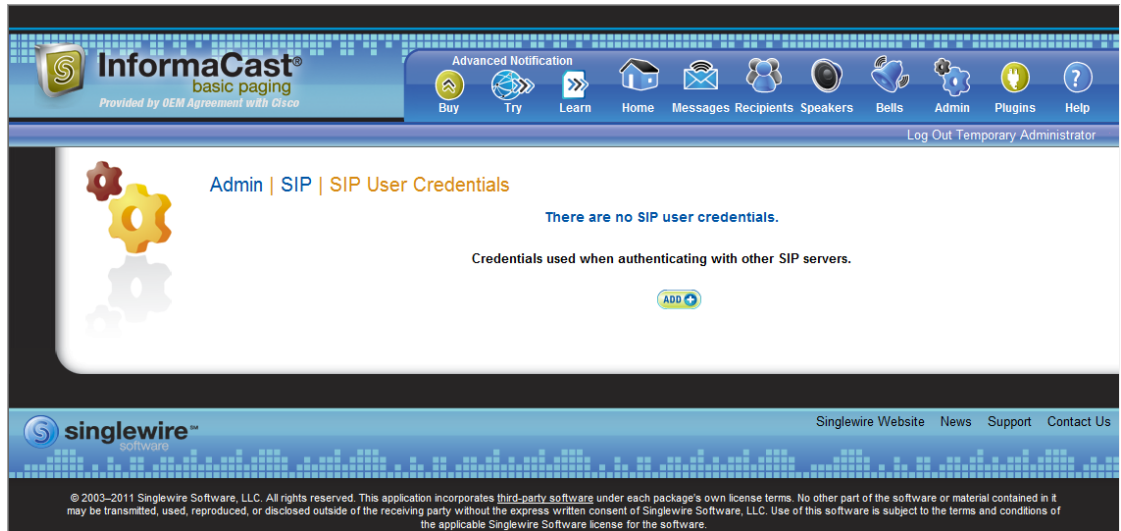 InformaCast®
basic paging
Provided by OEM Agreement with Cisco
Advanced Notification
Buy Try Learn Home Messages Recipients Speakers Bells Admin Plugins Help
Log Out Temporary Administrator
Admin | SIP | SIP User Credentials
There are no SIP user credentials.
Credentials used when authenticating with other SIP servers.
ADD
singlewire℠
software
Singlewire Website News Support Contact Us
© 2003–2011 Singlewire Software, LLC. All rights reserved. This application incorporates third-party software under each package's own license terms. No other part of the software or material contained in it
may be transmitted, used, reproduced, or disclosed outside of the receiving party without the express written consent of Singlewire Software, LLC. Use of this software is subject to the terms and conditions of
the applicable Singlewire Software license for the software.